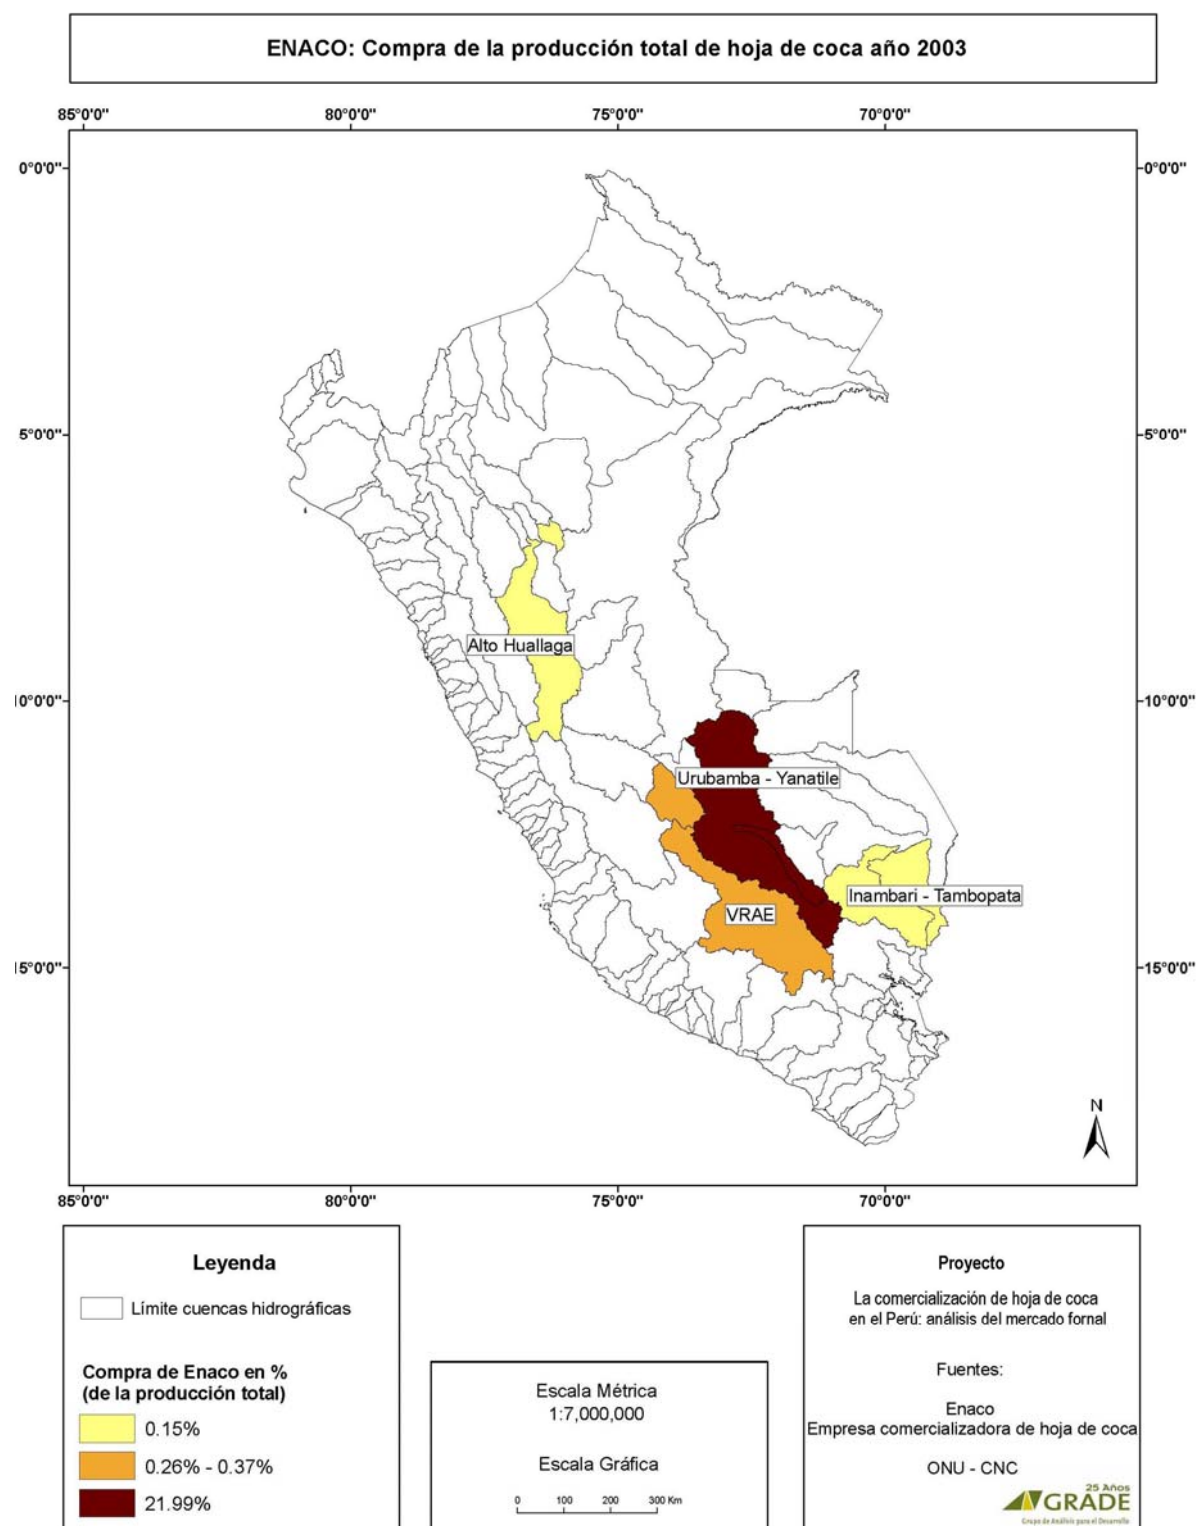 ENACO: Compra de la producción total de hoja de coca año 2003
85°0'0" 80°0'0" 75°0'0" 70°0'0"
0°0'0" 0°0'0"
5°0'0" 5°0'0"
Alto Huallaga
10°0'0" 10°0'0"
Urubamba - Yanatile
Inambari - Tambopata
VRAE
15°0'0" 15°0'0"
N
85°0'0" 80°0'0" 75°0'0" 70°0'0"
Leyenda
Límite cuencas hidrográficas
Compra de Enaco en %
(de la producción total)
0.15%
0.26% - 0.37%
21.99%
Escala Métrica
1:7,000,000
Escala Gráfica
0 100 200 300 Km
Proyecto
La comercialización de hoja de coca
en el Perú: análisis del mercado fornal
Fuentes:
Enaco
Empresa comercializadora de hoja de coca
ONU - CNC
25 Años
GRADE
Grupo de Análisis para el Desarrollo